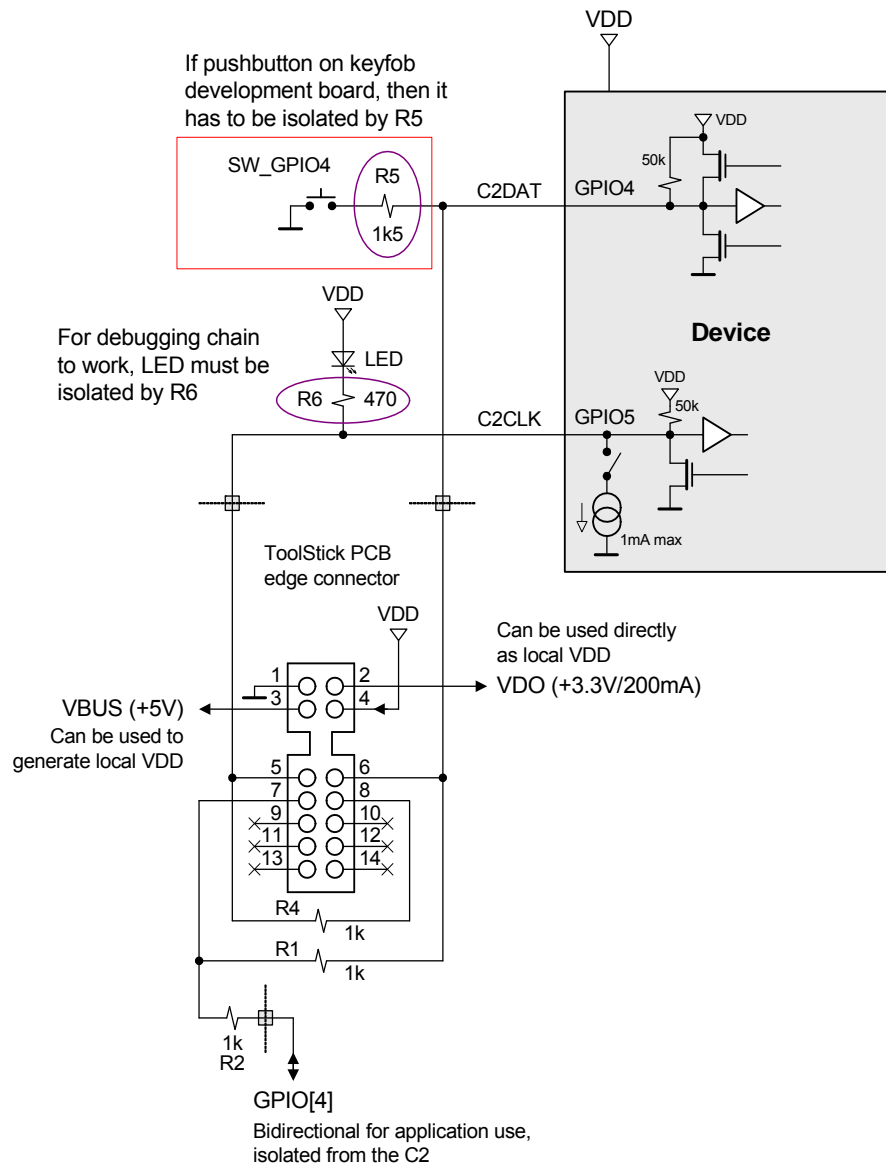 VDD
If pushbutton on keyfob
development board, then it
has to be isolated by R5
SW_GPIO4
R5
1k5
C2DAT
GPIO4
50k
VDD
Device
VDD
For debugging chain
to work, LED must be
isolated by R6
LED
R6
470
C2CLK
GPIO5
VDD
50k
1mA max
ToolStick PCB
edge connector
VDD
Can be used directly
as local VDD
VDO (+3.3V/200mA)
VBUS (+5V)
Can be used to
generate local VDD
1
2
3
4
5
6
7
8
9
10
11
12
13
14
R4
1k
R1
1k
1k
R2
GPIO[4]
Bidirectional for application use,
isolated from the C2